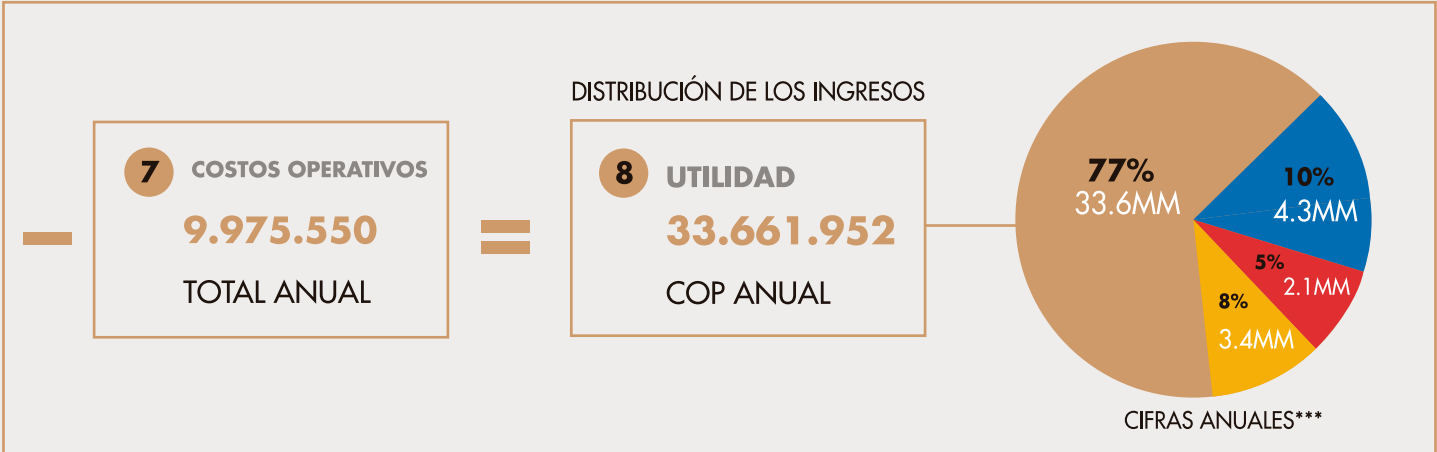 7 COSTOS OPERATIVOS
9.975.550
TOTAL ANUAL
DISTRIBUCIÓN DE LOS INGRESOS
8 UTILIDAD
33.661.952
COP ANUAL
77%
33.6MM
10%
4.3MM
5%
2.1MM
8%
3.4MM
CIFRAS ANUALES***